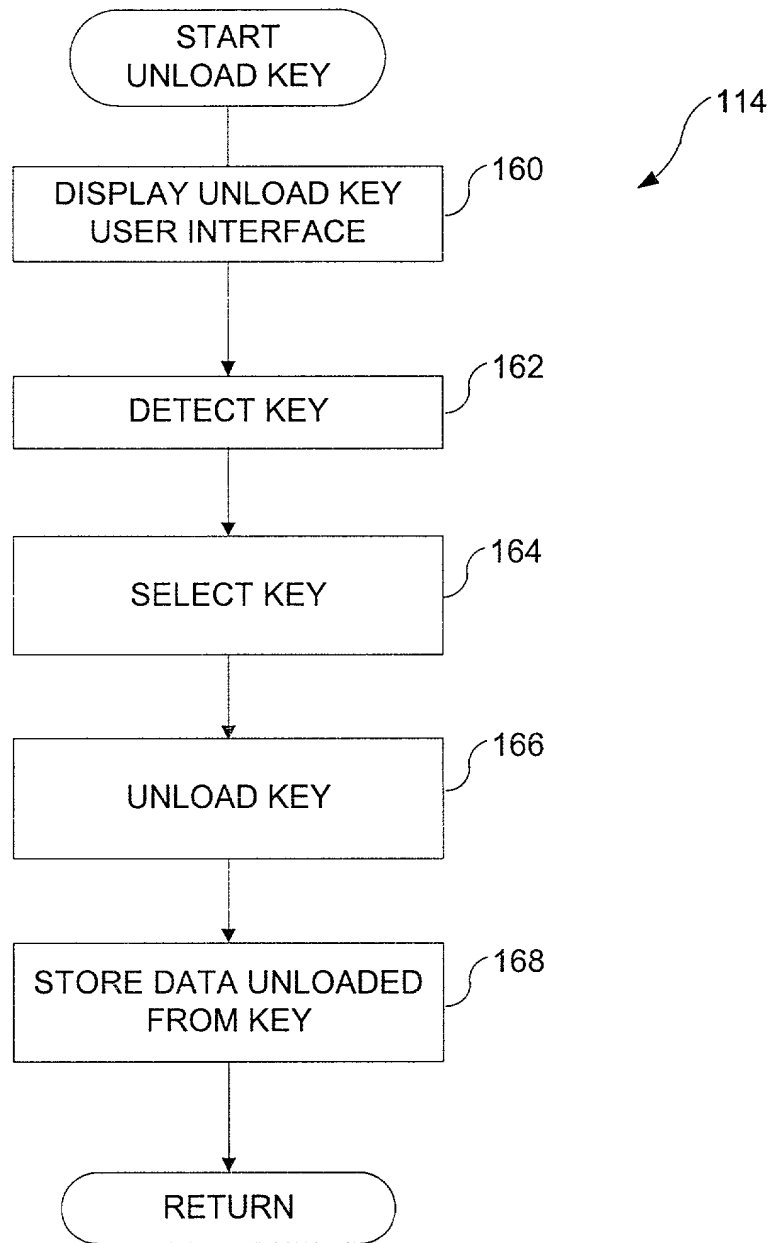 START
UNLOAD KEY
114
160
DISPLAY UNLOAD KEY
USER INTERFACE
162
DETECT KEY
164
SELECT KEY
166
UNLOAD KEY
168
STORE DATA UNLOADED
FROM KEY
RETURN